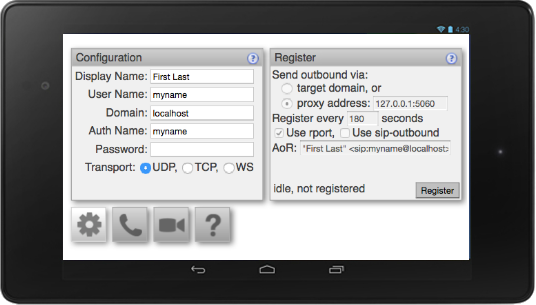 4:30
Configuration ?
Display Name: First Last
User Name: myname
Domain: localhost
Auth Name: myname
Password:
Transport: UDP, TCP, WS
Register ?
Send outbound via:
target domain, or
proxy address: 127.0.0.1:5060
Register every 180 seconds
Use rport, Use sip-outbound
AoR: "First Last" <sip:myname@localhost>
idle, not registered
Register
?